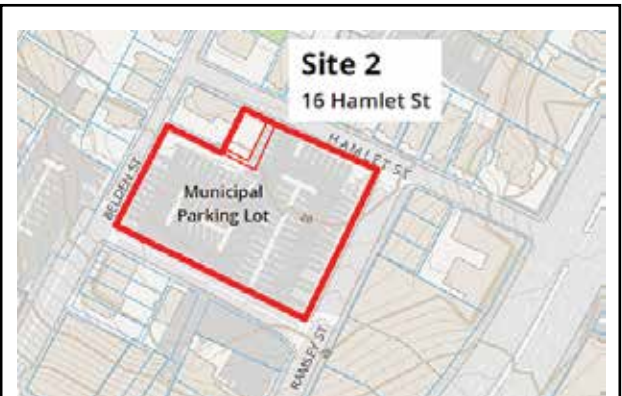 Site 2
16 Hamlet St
HAMLET ST
BELDEN ST
Municipal
Parking Lot
RAMSEY ST